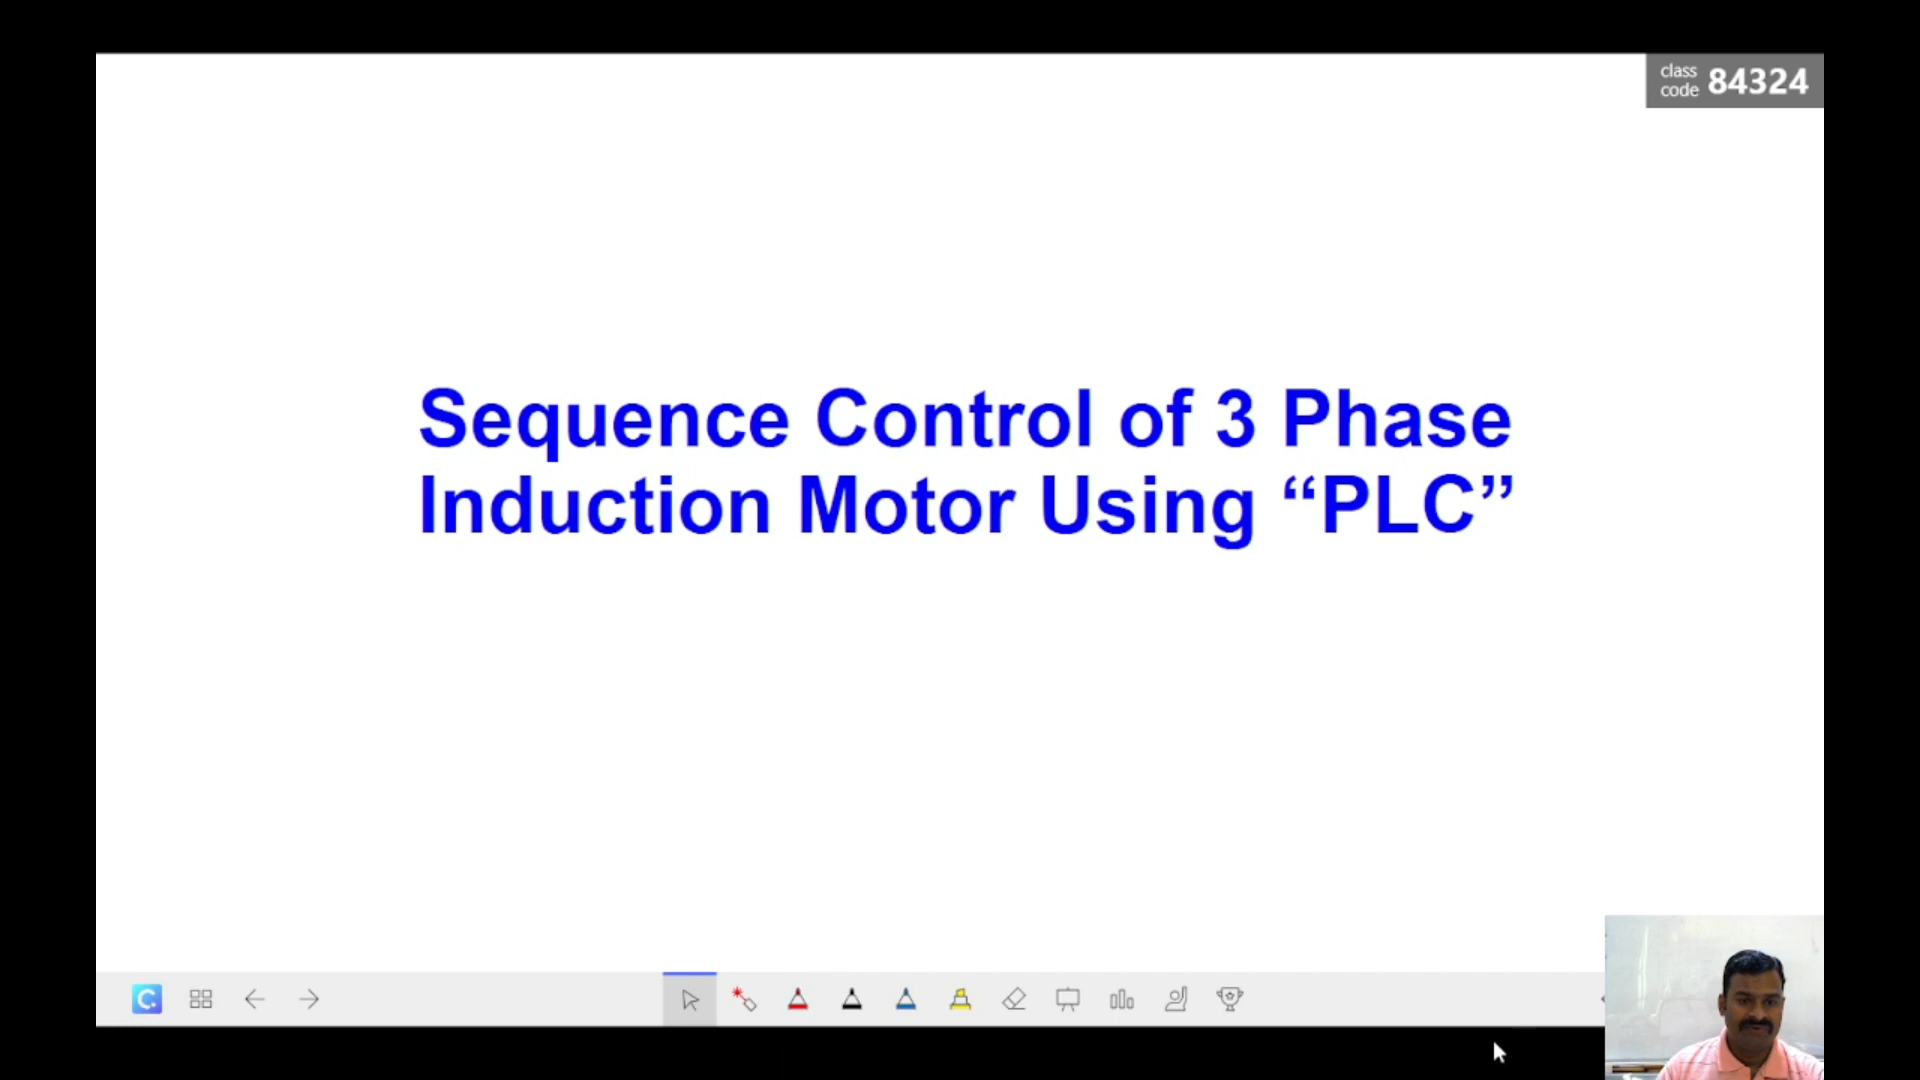 class
code 84324
Sequence Control of 3 Phase
Induction Motor Using “PLC”